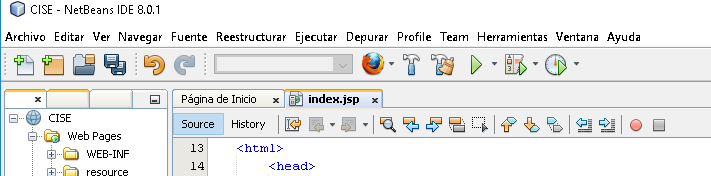 CISE - NetBeans IDE 8.0.1
Archivo Editar Ver Navegar Fuente Reestructurar Ejecutar Depurar Profile Team Herramientas Ventana Ayuda
Página de Inicio x index.jsp x
CISE
Source History
Web Pages
WEB-INF
13 <html>
resource
14 <head>